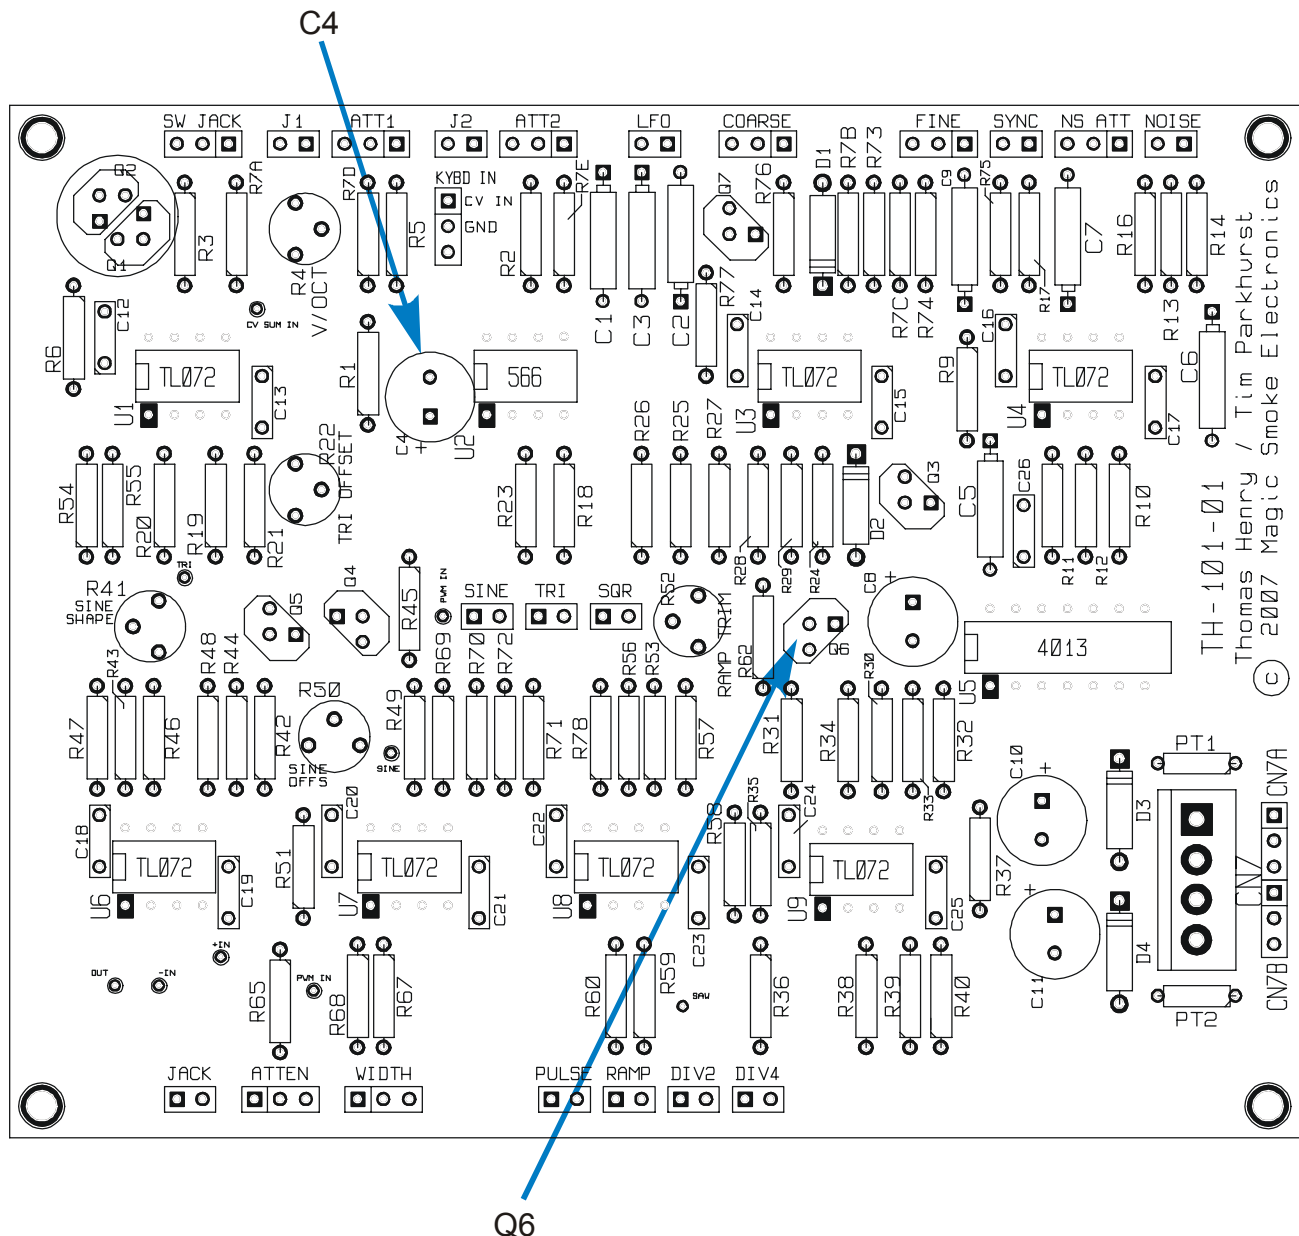 C4
SW JACK J1 ATT1 J2 ATT2 LFO COARSE FINE SYNC NS ATT NOISE
Q2 R7A R7D KYBD IN R7E Q7 R76 D1 R7B R73 C9 R75
CV IN
GND
Q1 R3 R4 V/OCT R5 R2 C1 C3 C2 R77 C14 R7C R74 R17 C7 R16 R13 R14
CV SUM IN
R6 C12 C16 C6
TL072 R1 566 TL072 R9 TL072
U1 C13 C4 + U2 U3 C15 U4 C17
R22 TRI OFFSET R26 R25 R27
R54 R55 R20 R19 R21 R23 R18 R28 R29 R24 D2 Q3 C5 C26 R11 R12 R10
TRI
TH-101-01
Thomas Henry / Tim Parkhurst
© 2007 Magic Smoke Electronics
R41 SINE SHAPE Q5 Q4 R45 PWM IN SINE TRI SQR R52 RAMP TRIM R62 Q6 C8 +
4013
U5
R43 R48 R44 R69 R70 R72 R56 R53 R30
R47 R46 R42 R50 R49 R71 R78 R57 R31 R34 R33 R32
SINE OFFS SINE
C10 + D3 PT1 CN7A
C18 C20 C22 R58 R35 C24
TL072 TL072 TL072 TL072
U6 C19 R51 U7 C21 U8 C23 U9 C25 R37 CN7
+ C11 D4
OUT -IN +IN PWM IN SAW
R65 R68 R67 R60 R59 R36 R38 R39 R40 PT2 CN7B
JACK ATTEN WIDTH PULSE RAMP DIV2 DIV4
Q6